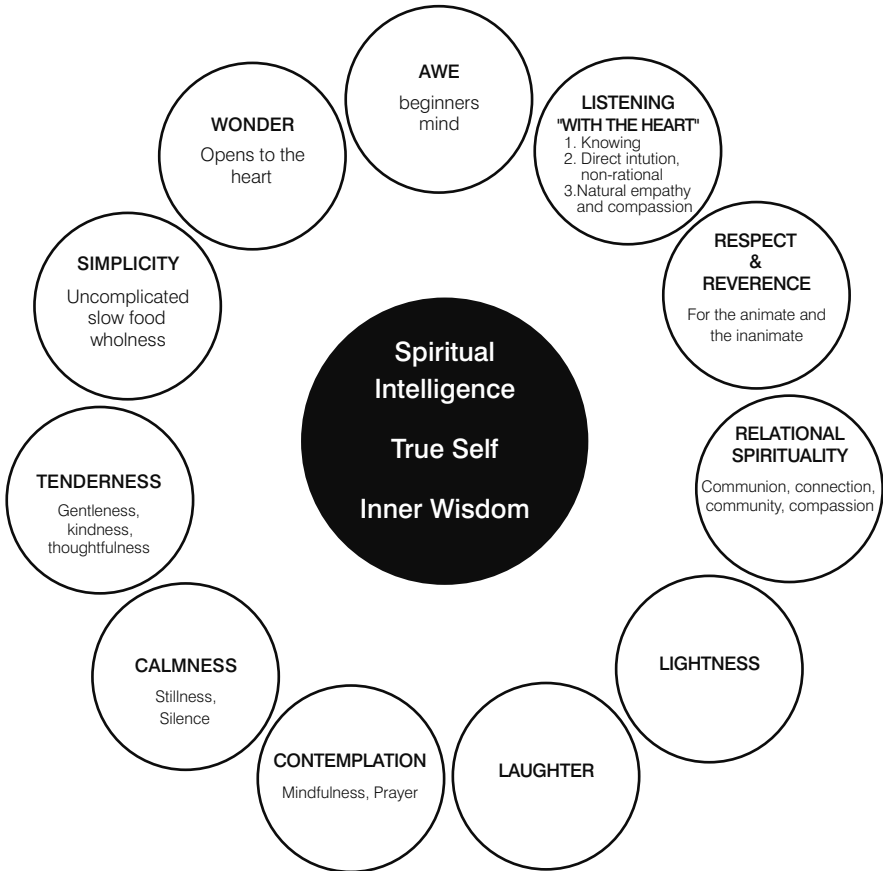 AWE
beginners
mind
LISTENING
"WITH THE HEART"
1. Knowing
2. Direct intution,
non-rational
3.Natural empathy
and compassion
RESPECT
&
REVERENCE
For the animate and
the inanimate
RELATIONAL
SPIRITUALITY
Communion, connection,
community, compassion
LIGHTNESS
LAUGHTER
CONTEMPLATION
Mindfulness, Prayer
CALMNESS
Stillness,
Silence
TENDERNESS
Gentleness,
kindness,
thoughtfulness
SIMPLICITY
Uncomplicated
slow food
wholness
WONDER
Opens to the
heart
Spiritual
Intelligence
True Self
Inner Wisdom